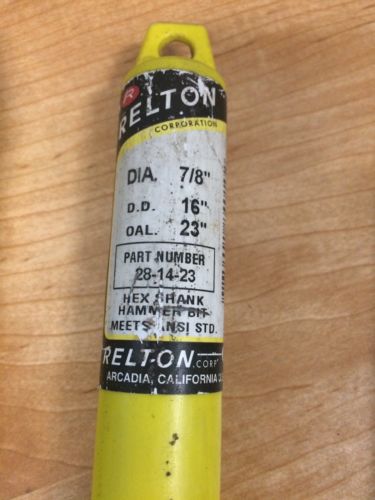 R
RELTON
CORPORATION
DIA. 7/8"
D.D. 16"
OAL. 23"
PART NUMBER
28-14-23
HEX SHANK
HAMMER BIT
MEETS ANSI STD.
RELTON CORP.
ARCADIA, CALIFORNIA